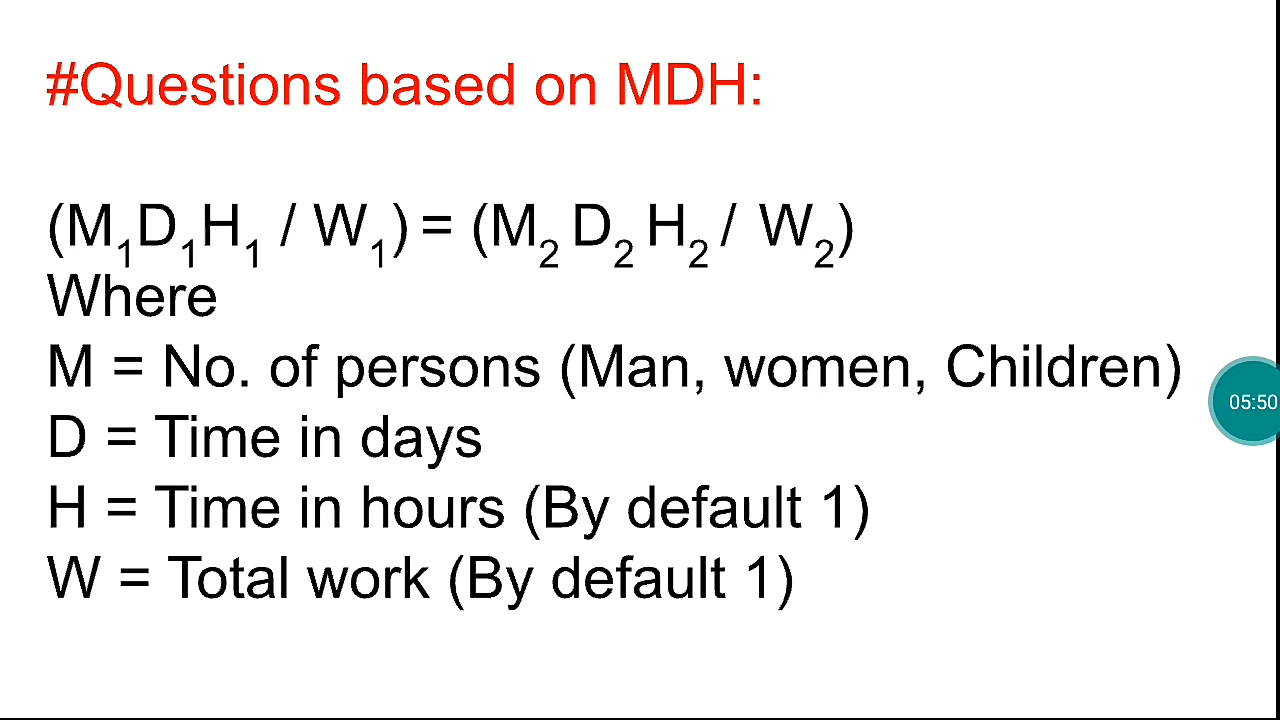 #Questions based on MDH:
(M₁D₁H₁ / W₁) = (M₂ D₂ H₂ / W₂)
Where
M = No. of persons (Man, women, Children)
D = Time in days
H = Time in hours (By default 1)
W = Total work (By default 1)
05:50